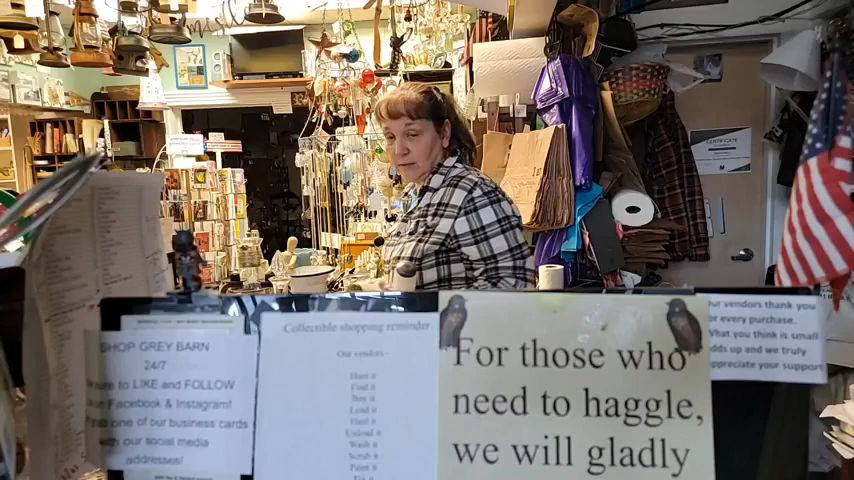 SHOP GREY BARN
24/7
sure to LIKE and FOLLOW
on Facebook & Instagram!
one of our business cards
with our social media
addresses!
Collectible shopping reminder
Our vendors -
Hunt it
Find it
Buy it
Load it
Haul it
Unload it
Wash it
Scrub it
Paint it
For those who
need to haggle,
we will gladly
vendors thank you
for every purchase.
What you think is small
adds up and we truly
appreciate your support
CERTIFICATE